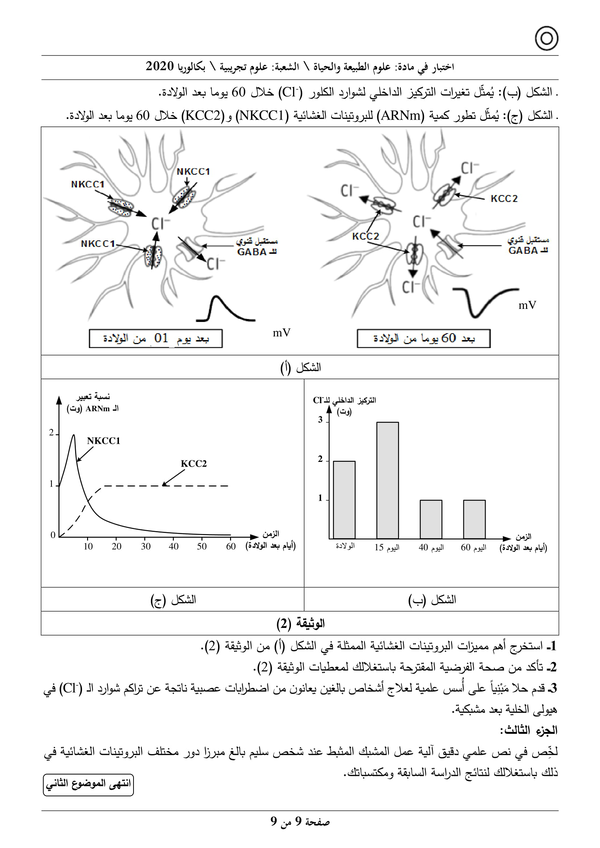 اختبار في مادة: علوم الطبيعة والحياة \ الشعبة: علوم تجريبية \ بكالوريا 2020
. الشكل (ب): يُمثّل تغيرات التركيز الداخلي لشوارد الكلور (Cl⁻) خلال 60 يوما بعد الولادة.
. الشكل (ج): يُمثّل تطور كمية (ARNm) للبروتينات الغشائية (NKCC1) و(KCC2) خلال 60 يوما بعد الولادة.
NKCC1
NKCC1
Cl⁻
NKCC1
مستقبل قنوي
للـ GABA
Cl⁻
mV
بعد يوم 01 من الولادة
Cl⁻
Cl⁻
KCC2
Cl⁻
KCC2
مستقبل قنوي
للـ GABA
Cl⁻
mV
بعد 60 يوما من الولادة
الشكل (أ)
التركيز الداخلي للـCl⁻
(وت)
3
2
1
الولادة
اليوم 15
اليوم 40
اليوم 60
الزمن
(أيام بعد الولادة)
الشكل (ب)
نسبة تعبير
الـ ARNm (وت)
2
NKCC1
KCC2
1
0
10 20 30 40 50 60
الزمن
(أيام بعد الولادة)
الشكل (ج)
الوثيقة (2)
1ـ استخرج أهم مميزات البروتينات الغشائية الممثلة في الشكل (أ) من الوثيقة (2).
2ـ تأكد من صحة الفرضية المقترحة باستغلالك لمعطيات الوثيقة (2).
3ـ قدم حلا مَبْنِياً على أُسس علمية لعلاج أشخاص بالغين يعانون من اضطرابات عصبية ناتجة عن تراكم شوارد الـ (Cl⁻) في
هيولى الخلية بعد مشبكية.
الجزء الثالث:
لخّص في نص علمي دقيق آلية عمل المشبك المثبط عند شخص سليم بالغ مبرزا دور مختلف البروتينات الغشائية في
ذلك باستغلالك لنتائج الدراسة السابقة ومكتسباتك.
انتهى الموضوع الثاني
صفحة 9 من 9